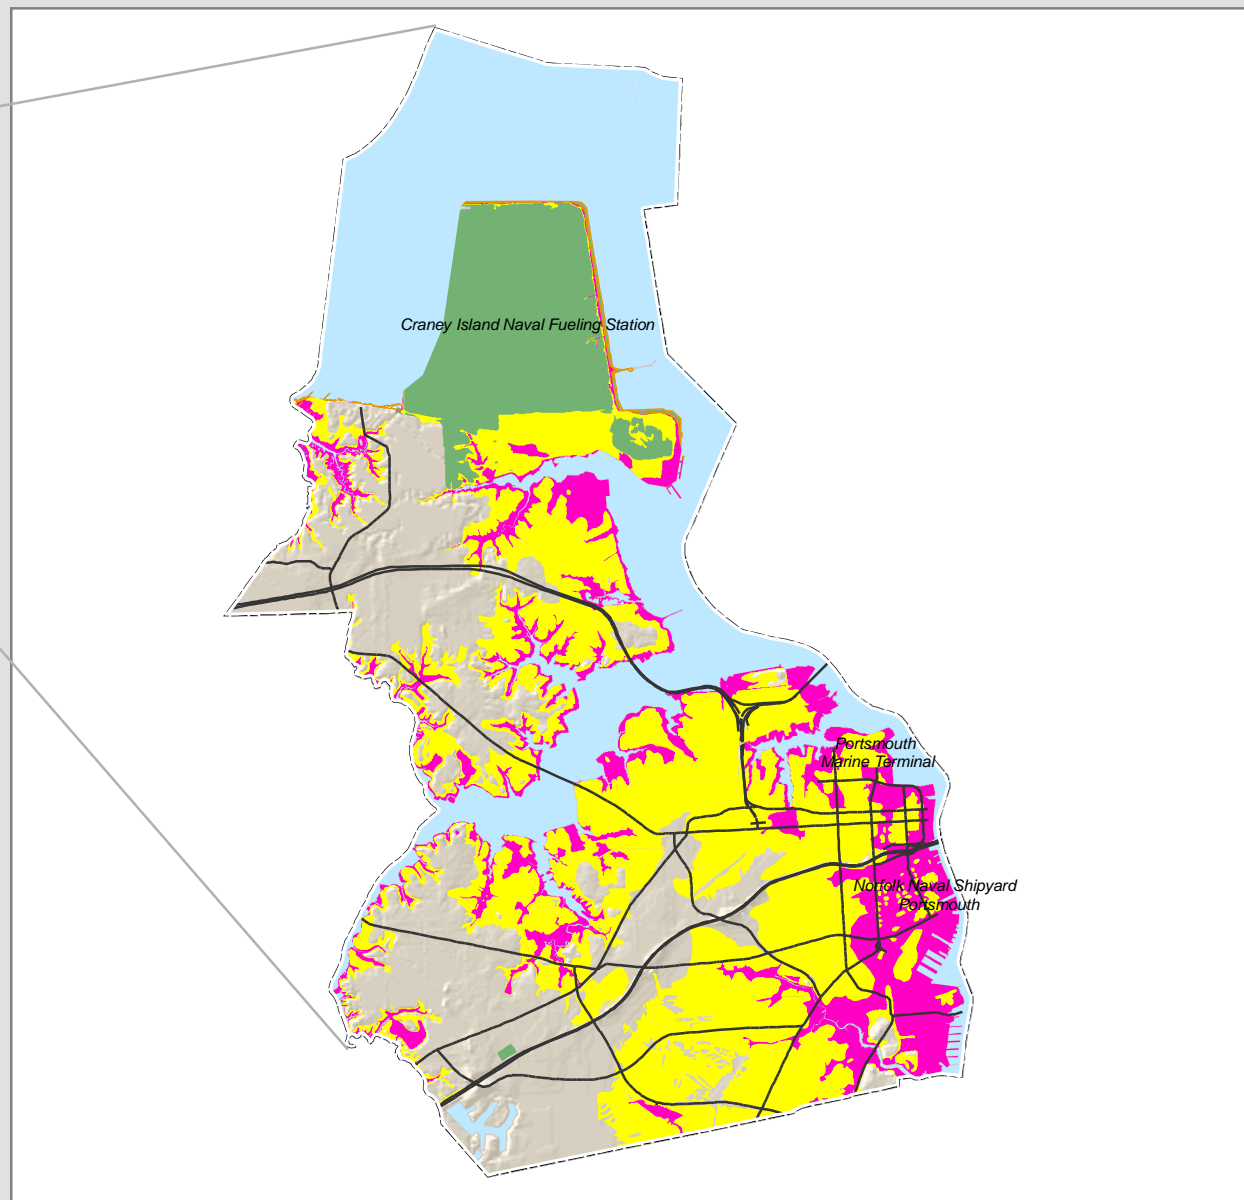 Craney Island Naval Fueling Station
Portsmouth
Marine Terminal
Norfolk Naval Shipyard
Portsmouth